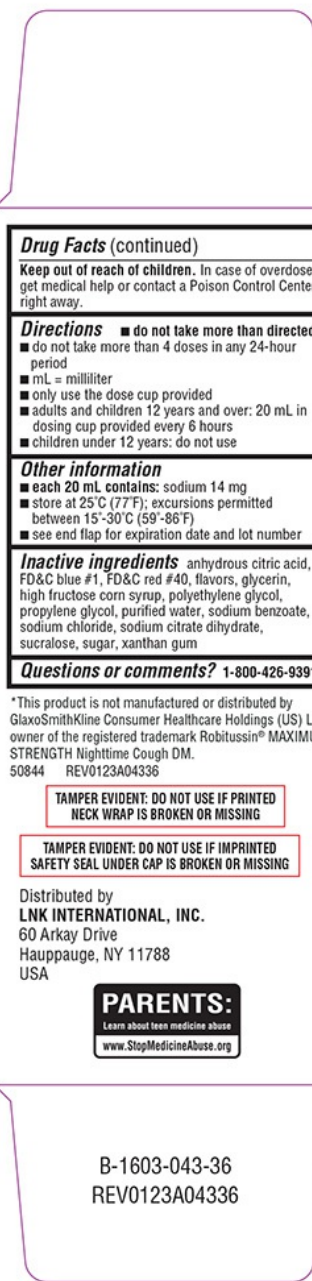 Drug Facts (continued)
Keep out of reach of children. In case of overdose
get medical help or contact a Poison Control Cente
right away.
Directions ■ do not take more than directed
■ do not take more than 4 doses in any 24-hour
period
■ mL = milliliter
■ only use the dose cup provided
■ adults and children 12 years and over: 20 mL in
dosing cup provided every 6 hours
■ children under 12 years: do not use
Other information
■ each 20 mL contains: sodium 14 mg
■ store at 25°C (77°F); excursions permitted
between 15°-30°C (59°-86°F)
■ see end flap for expiration date and lot number
Inactive ingredients anhydrous citric acid,
FD&C blue #1, FD&C red #40, flavors, glycerin,
high fructose corn syrup, polyethylene glycol,
propylene glycol, purified water, sodium benzoate,
sodium chloride, sodium citrate dihydrate,
sucralose, sugar, xanthan gum
Questions or comments? 1-800-426-9391
*This product is not manufactured or distributed by
GlaxoSmithKline Consumer Healthcare Holdings (US) L
owner of the registered trademark Robitussin® MAXIMU
STRENGTH Nighttime Cough DM.
50844 REV0123A04336
TAMPER EVIDENT: DO NOT USE IF PRINTED
NECK WRAP IS BROKEN OR MISSING
TAMPER EVIDENT: DO NOT USE IF IMPRINTED
SAFETY SEAL UNDER CAP IS BROKEN OR MISSING
Distributed by
LNK INTERNATIONAL, INC.
60 Arkay Drive
Hauppauge, NY 11788
USA
PARENTS:
Learn about teen medicine abuse
www.StopMedicineAbuse.org
B-1603-043-36
REV0123A04336